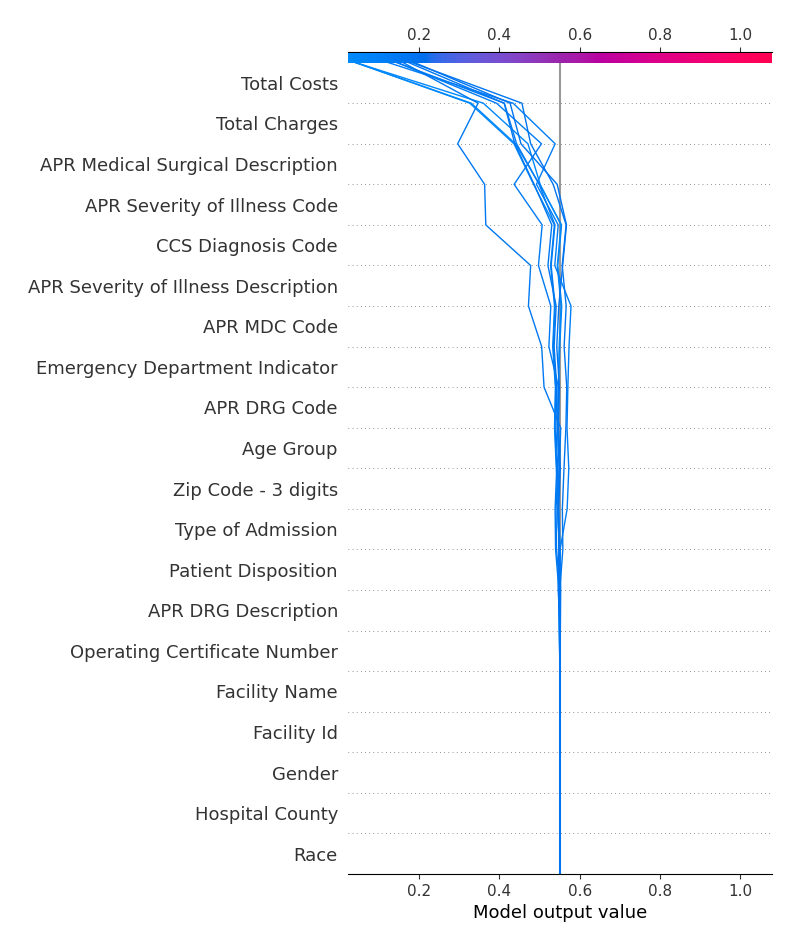 0.2 0.4 0.6 0.8 1.0
Total Costs
Total Charges
APR Medical Surgical Description
APR Severity of Illness Code
CCS Diagnosis Code
APR Severity of Illness Description
APR MDC Code
Emergency Department Indicator
APR DRG Code
Age Group
Zip Code - 3 digits
Type of Admission
Patient Disposition
APR DRG Description
Operating Certificate Number
Facility Name
Facility Id
Gender
Hospital County
Race
0.2 0.4 0.6 0.8 1.0
Model output value